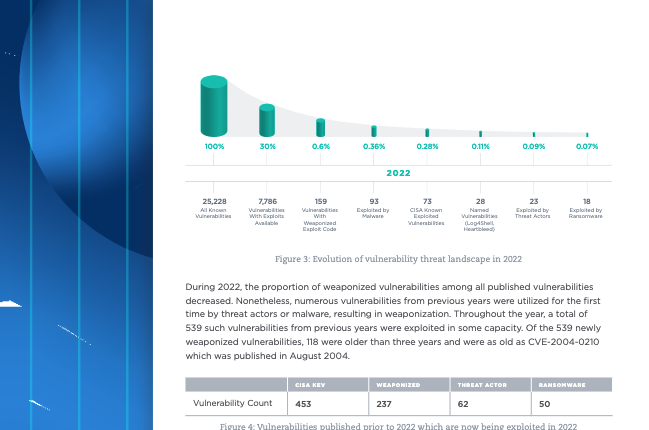 100% 30% 0.6% 0.36% 0.28% 0.11% 0.09% 0.07%
2022
25,228 7,786 159 93 73 28 23 18
All Known Vulnerabilities
Vulnerabilities With Exploits Available
Vulnerabilities With Weaponized Exploit Code
Exploited by Malware
CISA Known Exploited Vulnerabilities
Named Vulnerabilities (Log4Shell, Heartbleed)
Exploited by Threat Actors
Exploited by Ransomware
Figure 3: Evolution of vulnerability threat landscape in 2022
During 2022, the proportion of weaponized vulnerabilities among all published vulnerabilities
decreased. Nonetheless, numerous vulnerabilities from previous years were utilized for the first
time by threat actors or malware, resulting in weaponization. Throughout the year, a total of
539 such vulnerabilities from previous years were exploited in some capacity. Of the 539 newly
weaponized vulnerabilities, 118 were older than three years and were as old as CVE-2004-0210
which was published in August 2004.
CISA KEV WEAPONIZED THREAT ACTOR RANSOMWARE
Vulnerability Count 453 237 62 50
Figure 4: Vulnerabilities published prior to 2022 which are now being exploited in 2022